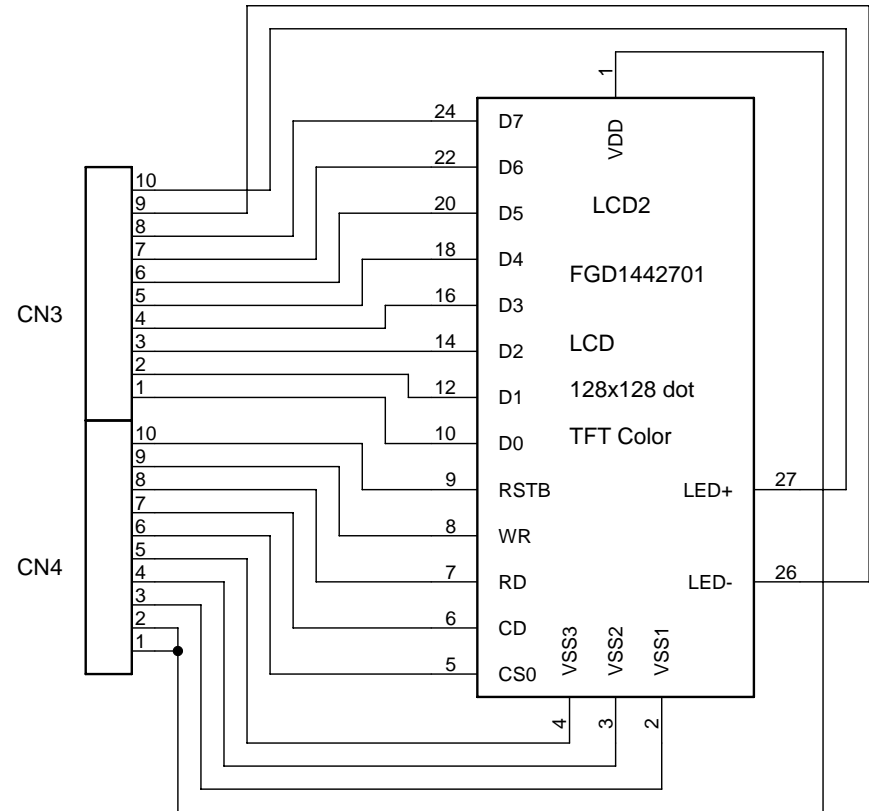 1
VDD
24 D7
22 D6
10
9
20 D5
LCD2
8
7
18 D4
6
FGD1442701
5
16 D3
CN3
4
3
14 D2
LCD
2
12 D1
128x128 dot
1
10 D0
TFT Color
10
9 RSTB
LED+ 27
9
8
7
8 WR
6
CN4
5
7 RD
LED- 26
4
3
6 CD
2
VSS3
VSS2
VSS1
1
5 CS0
4
3
2